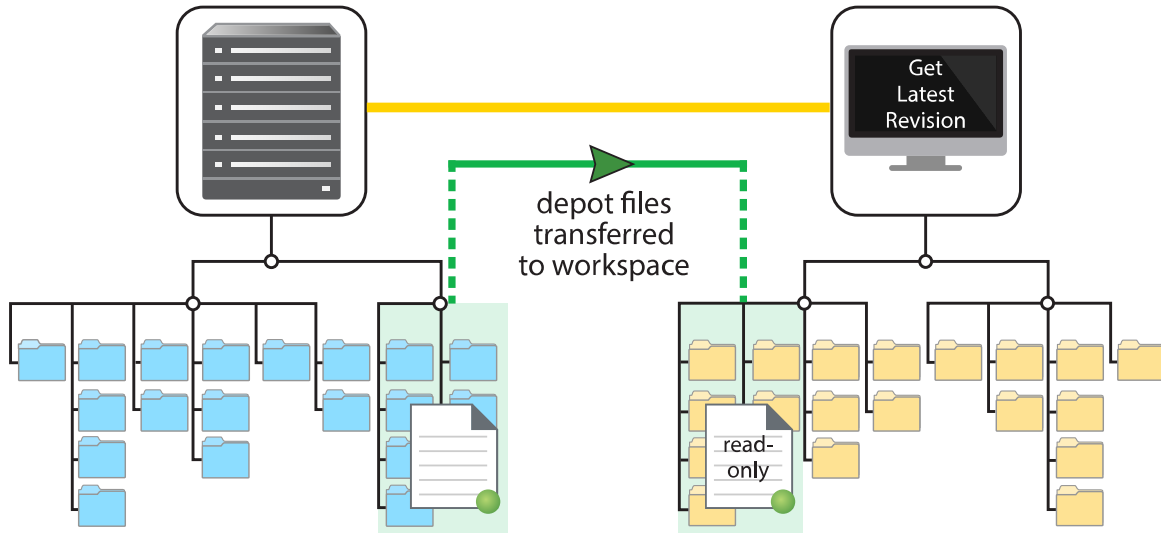 Get
Latest
Revision
depot files
transferred
to workspace
read-
only